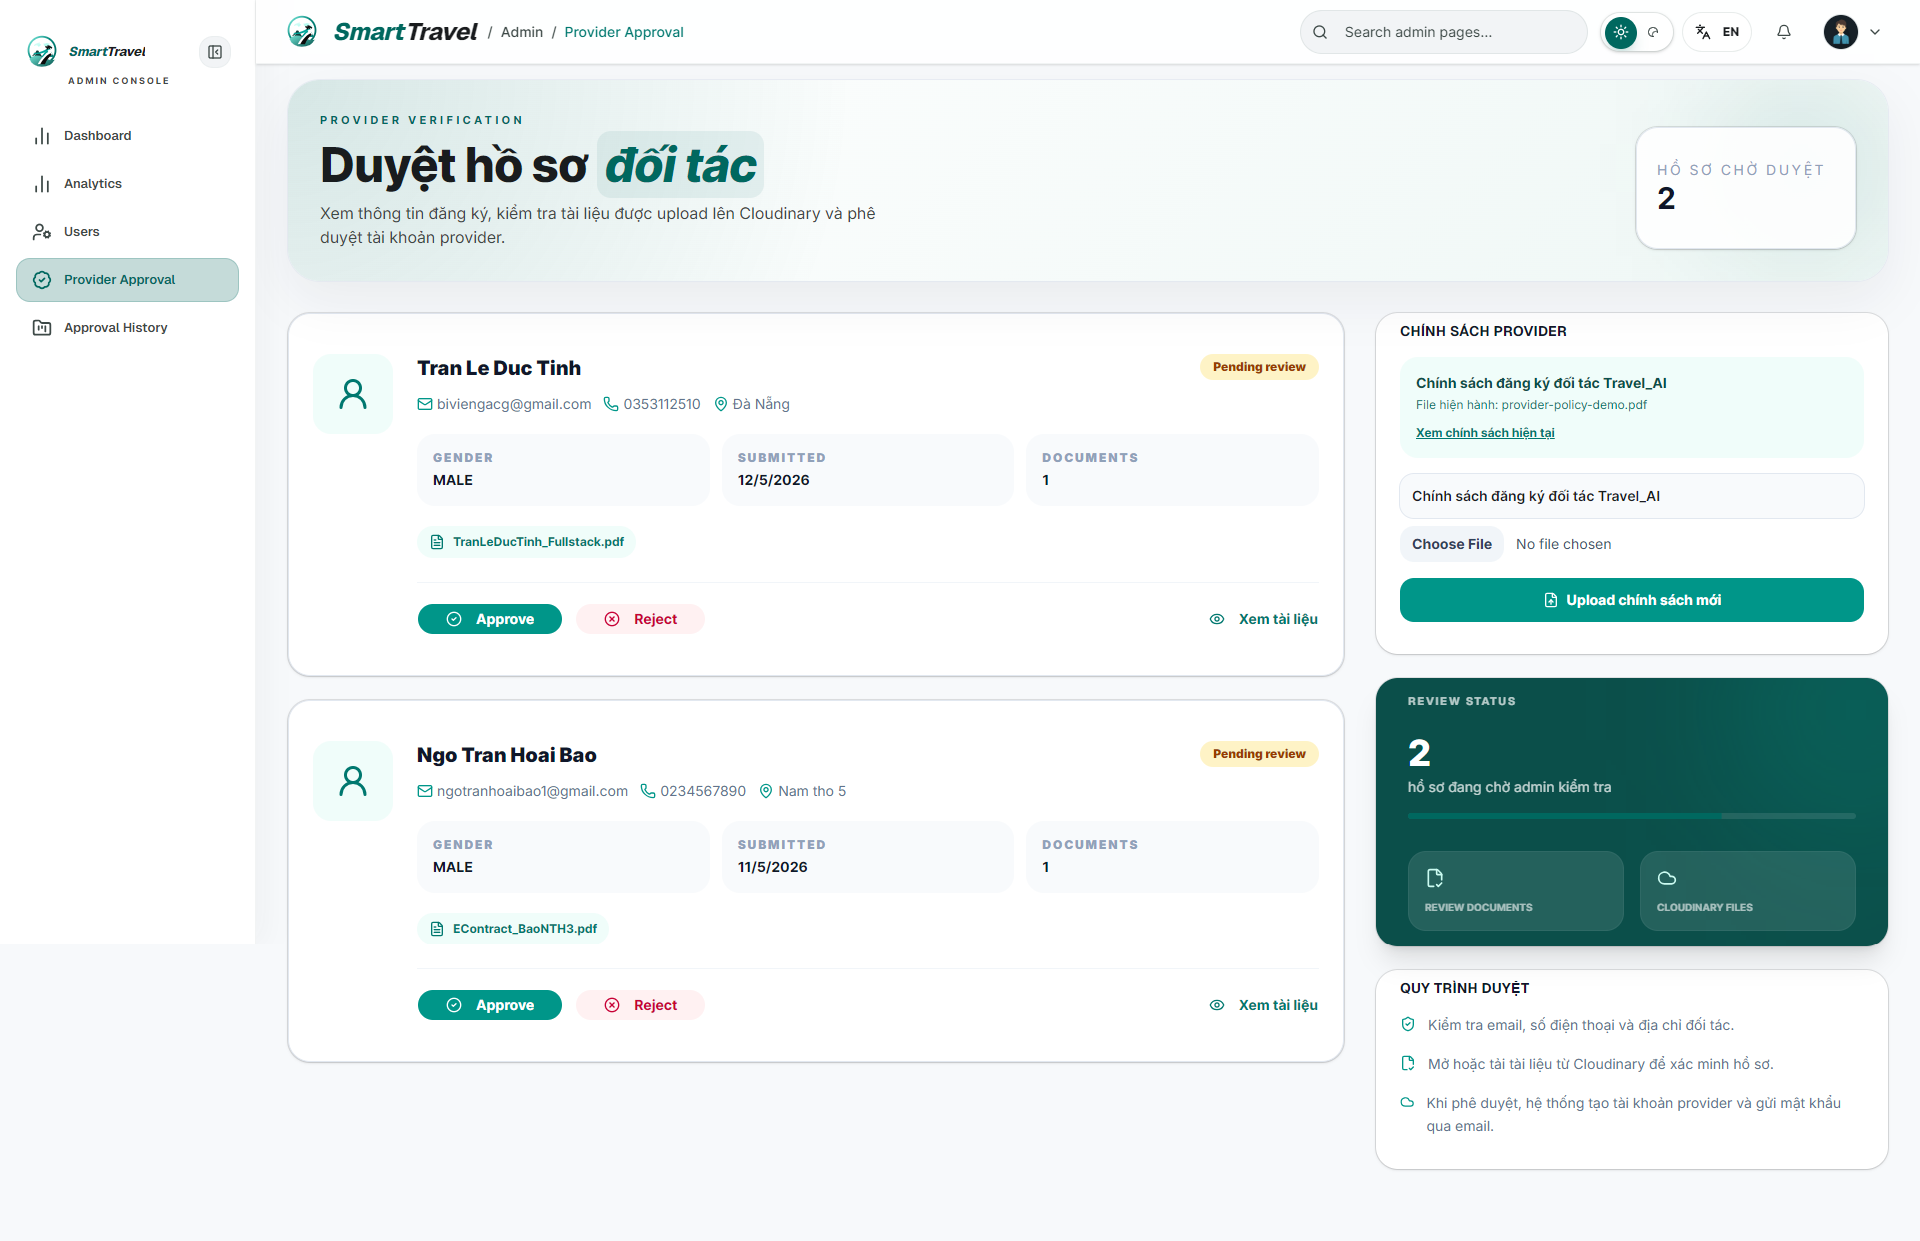 SmartTravel
ADMIN CONSOLE
Dashboard
Analytics
Users
Provider Approval
Approval History
SmartTravel / Admin / Provider Approval
Search admin pages...
EN
PROVIDER VERIFICATION
Duyệt hồ sơ đối tác
Xem thông tin đăng ký, kiểm tra tài liệu được upload lên Cloudinary và phê
duyệt tài khoản provider.
HỒ SƠ CHỜ DUYỆT
2
Tran Le Duc Tinh
Pending review
biviengacg@gmail.com 0353112510 Đà Nẵng
GENDER
MALE
SUBMITTED
12/5/2026
DOCUMENTS
1
TranLeDucTinh_Fullstack.pdf
Approve
Reject
Xem tài liệu
Ngo Tran Hoai Bao
Pending review
ngotranhoaibao1@gmail.com 0234567890 Nam tho 5
GENDER
MALE
SUBMITTED
11/5/2026
DOCUMENTS
1
EContract_BaoNTH3.pdf
Approve
Reject
Xem tài liệu
CHÍNH SÁCH PROVIDER
Chính sách đăng ký đối tác Travel_AI
File hiện hành: provider-policy-demo.pdf
Xem chính sách hiện tại
Chính sách đăng ký đối tác Travel_AI
Choose File No file chosen
Upload chính sách mới
REVIEW STATUS
2
hồ sơ đang chờ admin kiểm tra
REVIEW DOCUMENTS
CLOUDINARY FILES
QUY TRÌNH DUYỆT
Kiểm tra email, số điện thoại và địa chỉ đối tác.
Mở hoặc tải tài liệu từ Cloudinary để xác minh hồ sơ.
Khi phê duyệt, hệ thống tạo tài khoản provider và gửi mật khẩu
qua email.